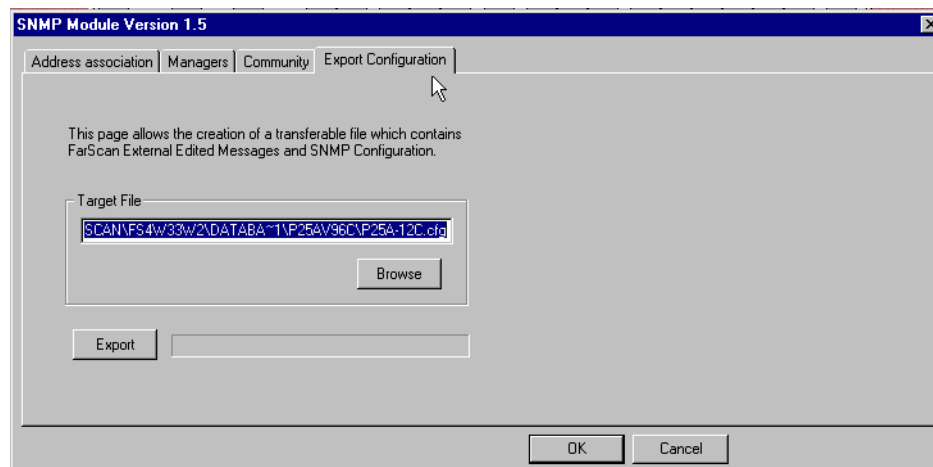 SNMP Module Version 1.5
Address association Managers Community Export Configuration
This page allows the creation of a transferable file which contains
FarScan External Edited Messages and SNMP Configuration.
Target File
SCAN\FS4W33W2\DATABA~1\P25AV96C\P25A-12C.cfg
Browse
Export
OK Cancel